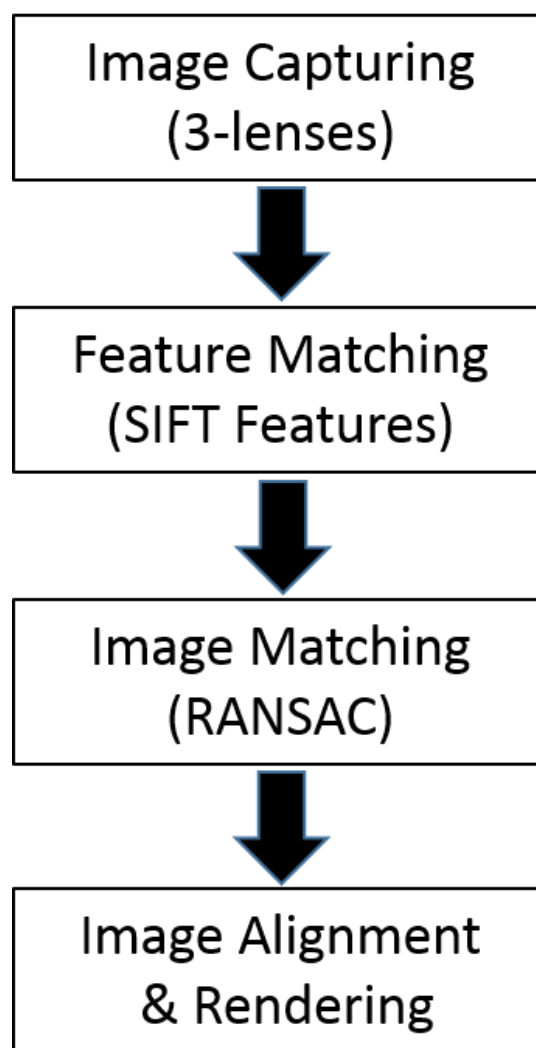 Image Capturing
(3-lenses)
Feature Matching
(SIFT Features)
Image Matching
(RANSAC)
Image Alignment
& Rendering